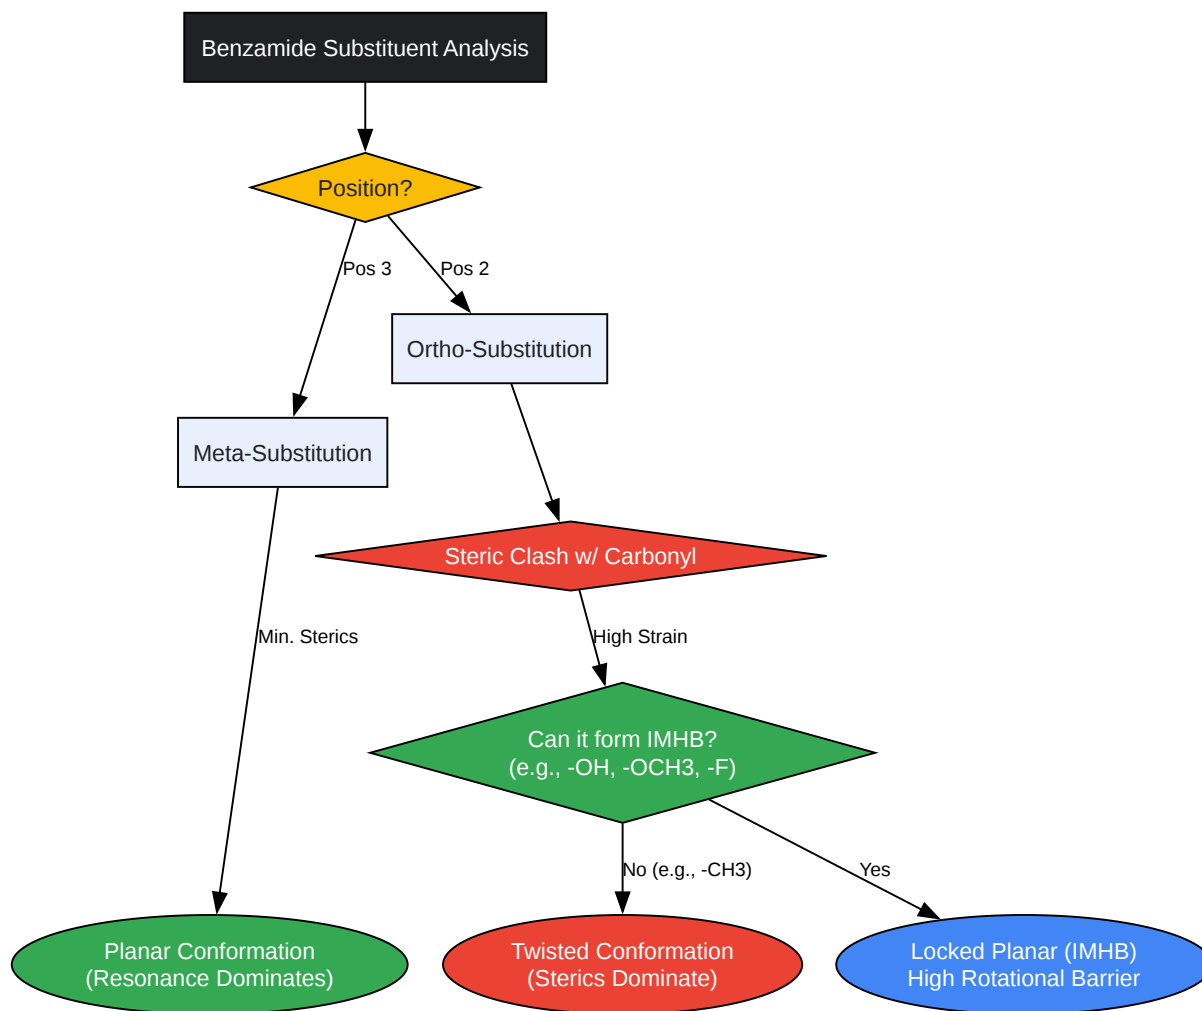 Benzamide Substituent Analysis
Position?
Pos 3
Pos 2
Ortho-Substitution
Meta-Substitution
Steric Clash w/ Carbonyl
Min. Sterics
High Strain
Can it form IMHB?
(e.g., -OH, -OCH3, -F)
No (e.g., -CH3)
Yes
Planar Conformation
(Resonance Dominates)
Twisted Conformation
(Sterics Dominate)
Locked Planar (IMHB)
High Rotational Barrier